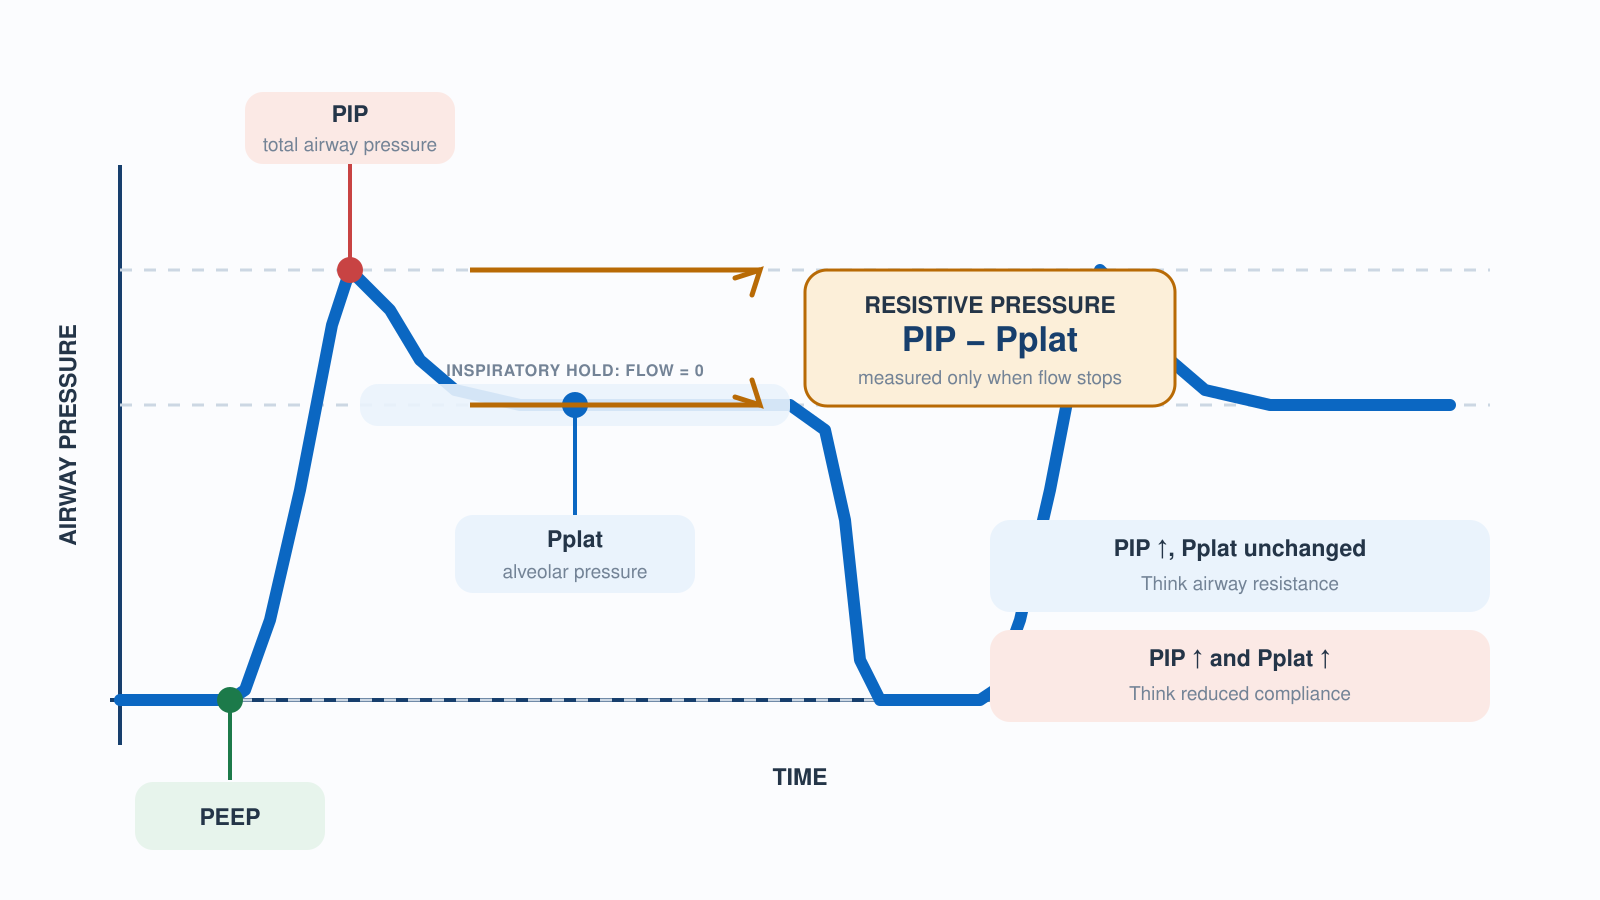 PIP
total airway pressure
AIRWAY PRESSURE
INSPIRATORY HOLD: FLOW = 0
RESISTIVE PRESSURE
PIP – Pplat
measured only when flow stops
Pplat
alveolar pressure
PIP ↑, Pplat unchanged
Think airway resistance
PIP ↑ and Pplat ↑
Think reduced compliance
TIME
PEEP